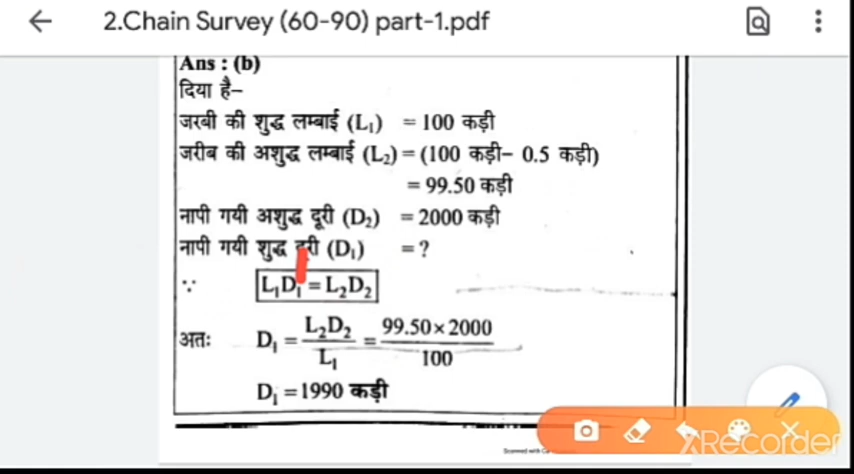 2.Chain Survey (60-90) part-1.pdf
Ans : (b)
दिया है–
जरबी की शुद्ध लम्बाई (L₁) = 100 कड़ी
जरीब की अशुद्ध लम्बाई (L₂) = (100 कड़ी– 0.5 कड़ी)
= 99.50 कड़ी
नापी गयी अशुद्ध दूरी (D₂) = 2000 कड़ी
नापी गयी शुद्ध दूरी (D₁) = ?
∵ L₁D₁ = L₂D₂
अतः D₁ = L₂D₂ / L₁ = 99.50 × 2000 / 100
D₁ = 1990 कड़ी
XRecorder